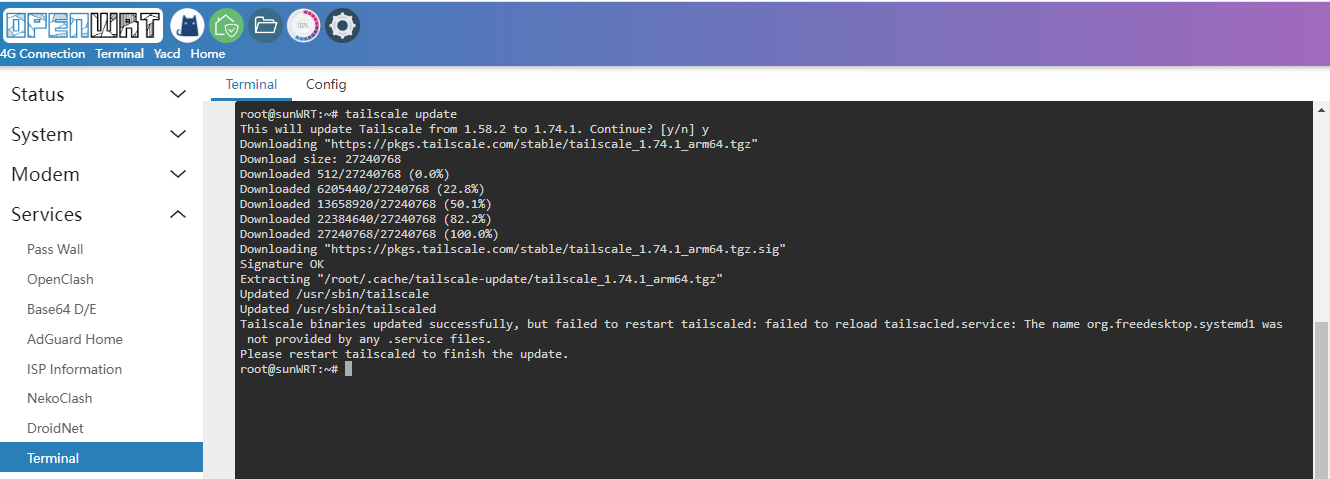 OPENWRT
4G Connection Terminal Yacd Home
Status
System
Modem
Services
Pass Wall
OpenClash
Base64 D/E
AdGuard Home
ISP Information
NekoClash
DroidNet
Terminal
Terminal Config
root@sunWRT:~# tailscale update
This will update Tailscale from 1.58.2 to 1.74.1. Continue? [y/n] y
Downloading "https://pkgs.tailscale.com/stable/tailscale_1.74.1_arm64.tgz"
Download size: 27240768
Downloaded 512/27240768 (0.0%)
Downloaded 6205440/27240768 (22.8%)
Downloaded 13658920/27240768 (50.1%)
Downloaded 22384640/27240768 (82.2%)
Downloaded 27240768/27240768 (100.0%)
Downloading "https://pkgs.tailscale.com/stable/tailscale_1.74.1_arm64.tgz.sig"
Signature OK
Extracting "/root/.cache/tailscale-update/tailscale_1.74.1_arm64.tgz"
Updated /usr/sbin/tailscale
Updated /usr/sbin/tailscaled
Tailscale binaries updated successfully, but failed to restart tailscaled: failed to reload tailsacled.service: The name org.freedesktop.systemd1 was
not provided by any .service files.
Please restart tailscaled to finish the update.
root@sunWRT:~#